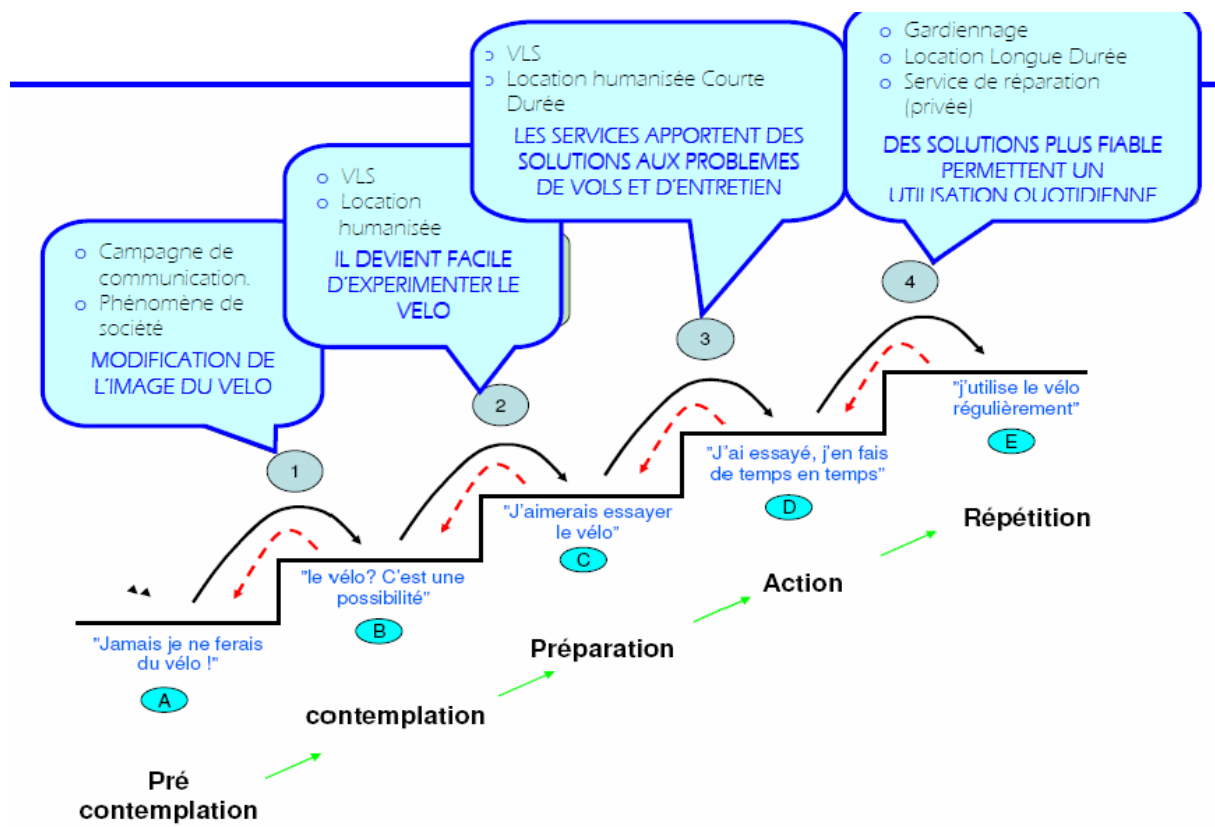 o Campagne de
communication.
o Phénomène de
société
MODIFICATION DE
L'IMAGE DU VELO
o VLS
o Location
humanisée
IL DEVIENT FACILE
D'EXPERIMENTER LE
VELO
o VLS
o Location humanisée Courte
Durée
LES SERVICES APPORTENT DES
SOLUTIONS AUX PROBLEMES
DE VOLS ET D'ENTRETIEN
o Gardiennage
o Location Longue Durée
o Service de réparation
(privée)
DES SOLUTIONS PLUS FIABLE
PERMETTENT UN
UTILISATION QUOTIDIENNE
1
2
3
4
"Jamais je ne ferais
du vélo !"
A
"le vélo? C'est une
possibilité"
B
"J'aimerais essayer
le vélo"
C
"J'ai essayé, j'en fais
de temps en temps"
D
"j'utilise le vélo
régulièrement"
E
Pré
contemplation
contemplation
Préparation
Action
Répétition